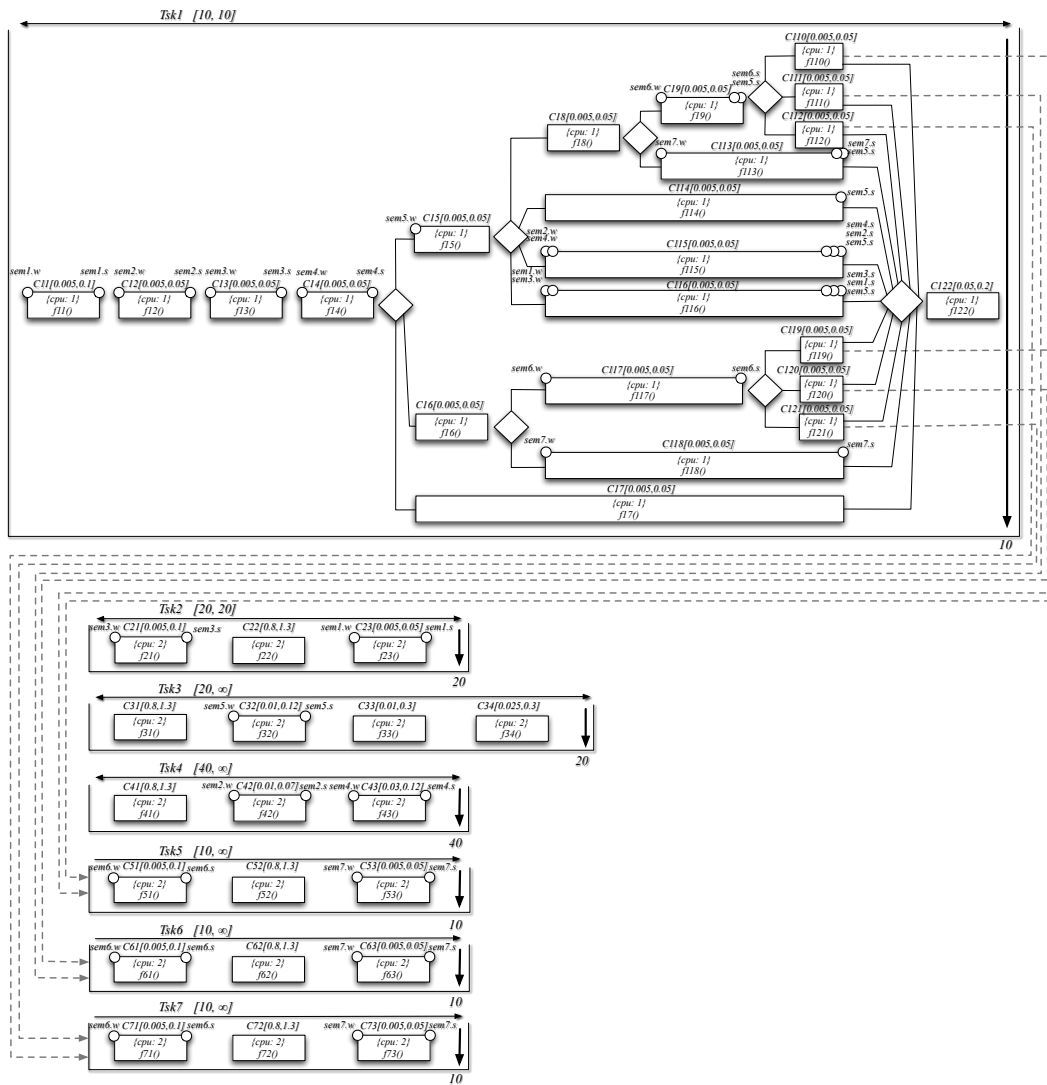 Tsk1 [10, 10]
C110[0.005,0.05]
{cpu: 1}
f110()
sem6.s
sem5.s
C111[0.005,0.05]
{cpu: 1}
f111()
sem6.w
C19[0.005,0.05]
{cpu: 1}
f19()
C112[0.005,0.05]
{cpu: 1}
f112()
C18[0.005,0.05]
{cpu: 1}
f18()
sem7.w
C113[0.005,0.05]
{cpu: 1}
f113()
sem7.s
sem5.s
C114[0.005,0.05]
{cpu: 1}
f114()
sem5.s
sem5.w
C15[0.005,0.05]
{cpu: 1}
f15()
sem2.w
sem4.w
C115[0.005,0.05]
{cpu: 1}
f115()
sem4.s
sem2.s
sem5.s
sem1.w
sem3.w
C116[0.005,0.05]
{cpu: 1}
f116()
sem3.s
sem1.s
sem5.s
sem1.w
sem1.s
C11[0.005,0.1]
{cpu: 1}
f11()
sem2.w
sem2.s
C12[0.005,0.05]
{cpu: 1}
f12()
sem3.w
sem3.s
C13[0.005,0.05]
{cpu: 1}
f13()
sem4.w
sem4.s
C14[0.005,0.05]
{cpu: 1}
f14()
C122[0.05,0.2]
{cpu: 1}
f122()
C119[0.005,0.05]
{cpu: 1}
f119()
sem6.w
C117[0.005,0.05]
{cpu: 1}
f117()
sem6.s
C120[0.005,0.05]
{cpu: 1}
f120()
C16[0.005,0.05]
{cpu: 1}
f16()
C121[0.005,0.05]
{cpu: 1}
f121()
sem7.w
C118[0.005,0.05]
{cpu: 1}
f118()
sem7.s
C17[0.005,0.05]
{cpu: 1}
f17()
10
Tsk2 [20, 20]
sem3.w C21[0.005,0.1] sem3.s
{cpu: 2}
f21()
C22[0.8,1.3]
{cpu: 2}
f22()
sem1.w C23[0.005,0.05] sem1.s
{cpu: 2}
f23()
20
Tsk3 [20, ∞]
C31[0.8,1.3]
{cpu: 2}
f31()
sem5.w C32[0.01,0.12] sem5.s
{cpu: 2}
f32()
C33[0.01,0.3]
{cpu: 2}
f33()
C34[0.025,0.3]
{cpu: 2}
f34()
20
Tsk4 [40, ∞]
C41[0.8,1.3]
{cpu: 2}
f41()
sem2.w C42[0.01,0.07] sem2.s
{cpu: 2}
f42()
sem4.w C43[0.03,0.12] sem4.s
{cpu: 2}
f43()
40
Tsk5 [10, ∞]
sem6.w C51[0.005,0.1] sem6.s
{cpu: 2}
f51()
C52[0.8,1.3]
{cpu: 2}
f52()
sem7.w C53[0.005,0.05] sem7.s
{cpu: 2}
f53()
10
Tsk6 [10, ∞]
sem6.w C61[0.005,0.1] sem6.s
{cpu: 2}
f61()
C62[0.8,1.3]
{cpu: 2}
f62()
sem7.w C63[0.005,0.05] sem7.s
{cpu: 2}
f63()
10
Tsk7 [10, ∞]
sem6.w C71[0.005,0.1] sem6.s
{cpu: 2}
f71()
C72[0.8,1.3]
{cpu: 2}
f72()
sem7.w C73[0.005,0.05] sem7.s
{cpu: 2}
f73()
10